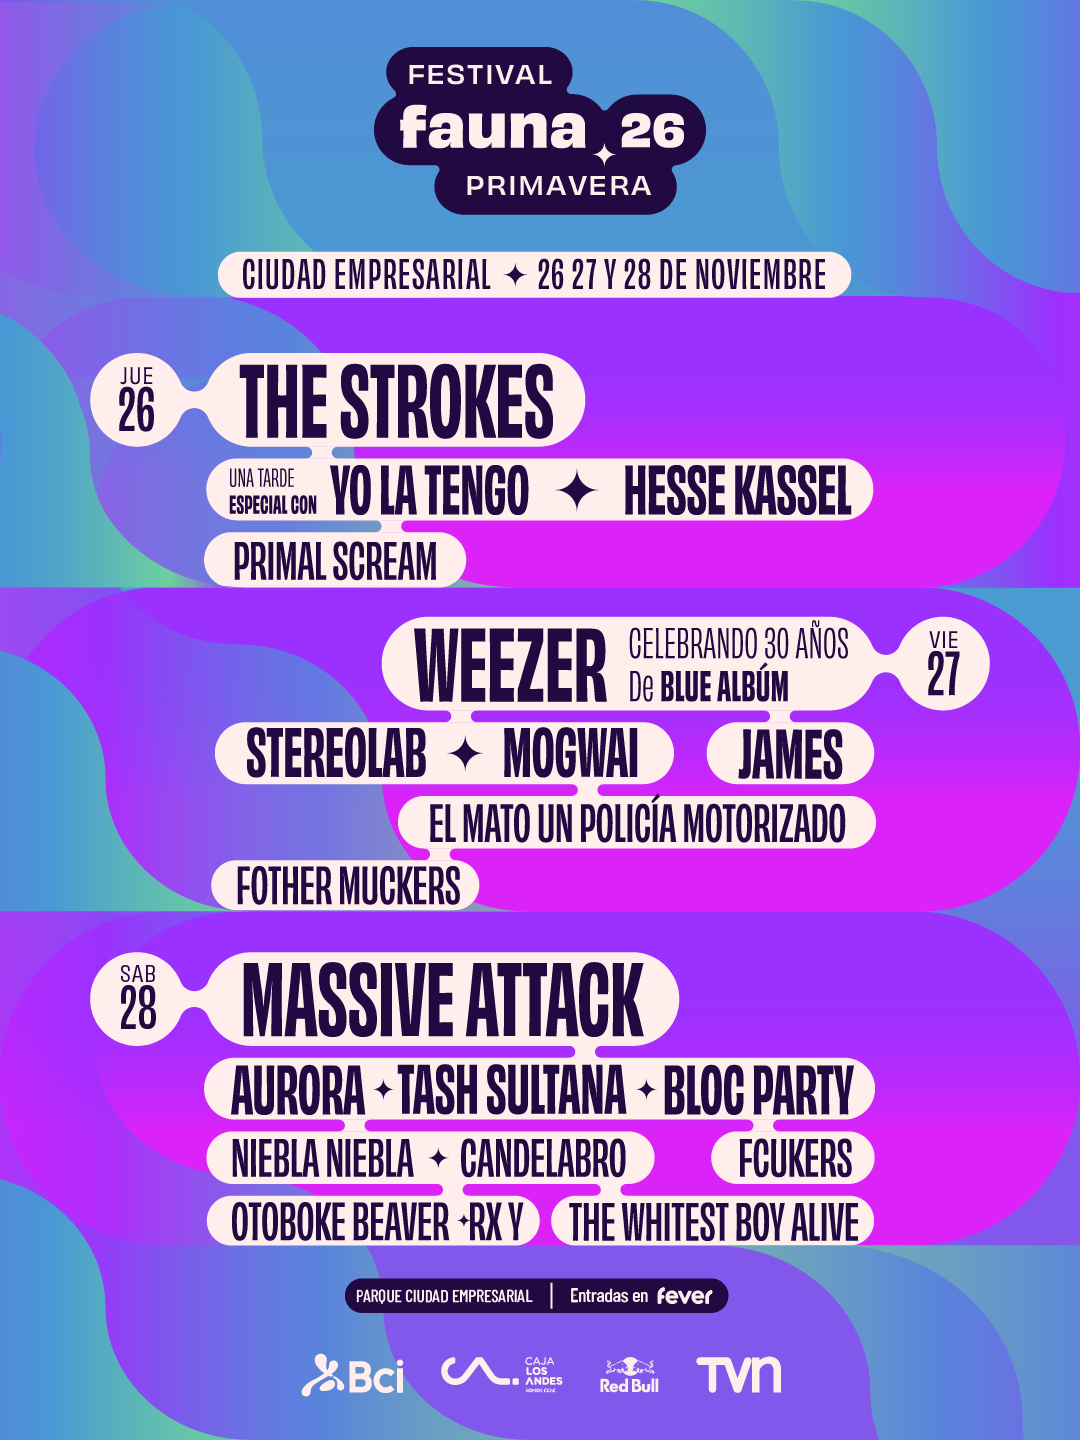 FESTIVAL
fauna 26
PRIMAVERA
CIUDAD EMPRESARIAL ✦ 26 27 Y 28 DE NOVIEMBRE
JUE
26
THE STROKES
UNA TARDE
ESPECIAL CON
YO LA TENGO ✦ HESSE KASSEL
PRIMAL SCREAM
WEEZER
CELEBRANDO 30 AÑOS
De BLUE ALBÚM
VIE
27
STEREOLAB ✦ MOGWAI
JAMES
EL MATO UN POLICÍA MOTORIZADO
FOTHER MUCKERS
SAB
28
MASSIVE ATTACK
AURORA ✦ TASH SULTANA ✦ BLOC PARTY
NIEBLA NIEBLA ✦ CANDELABRO
FCUKERS
OTOBOKE BEAVER ✦ RX Y
THE WHITEST BOY ALIVE
PARQUE CIUDAD EMPRESARIAL | Entradas en fever
Bci
CAJA
LOS
ANDES
Red Bull
TVN